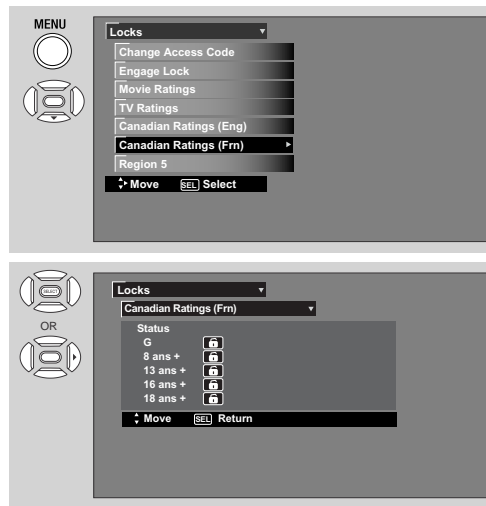 MENU
Locks
Change Access Code
Engage Lock
Movie Ratings
TV Ratings
Canadian Ratings (Eng)
Canadian Ratings (Frn)
Region 5
Move SEL Select
SELECT
OR
Locks
Canadian Ratings (Frn)
Status
G
8 ans +
13 ans +
16 ans +
18 ans +
Move SEL Return